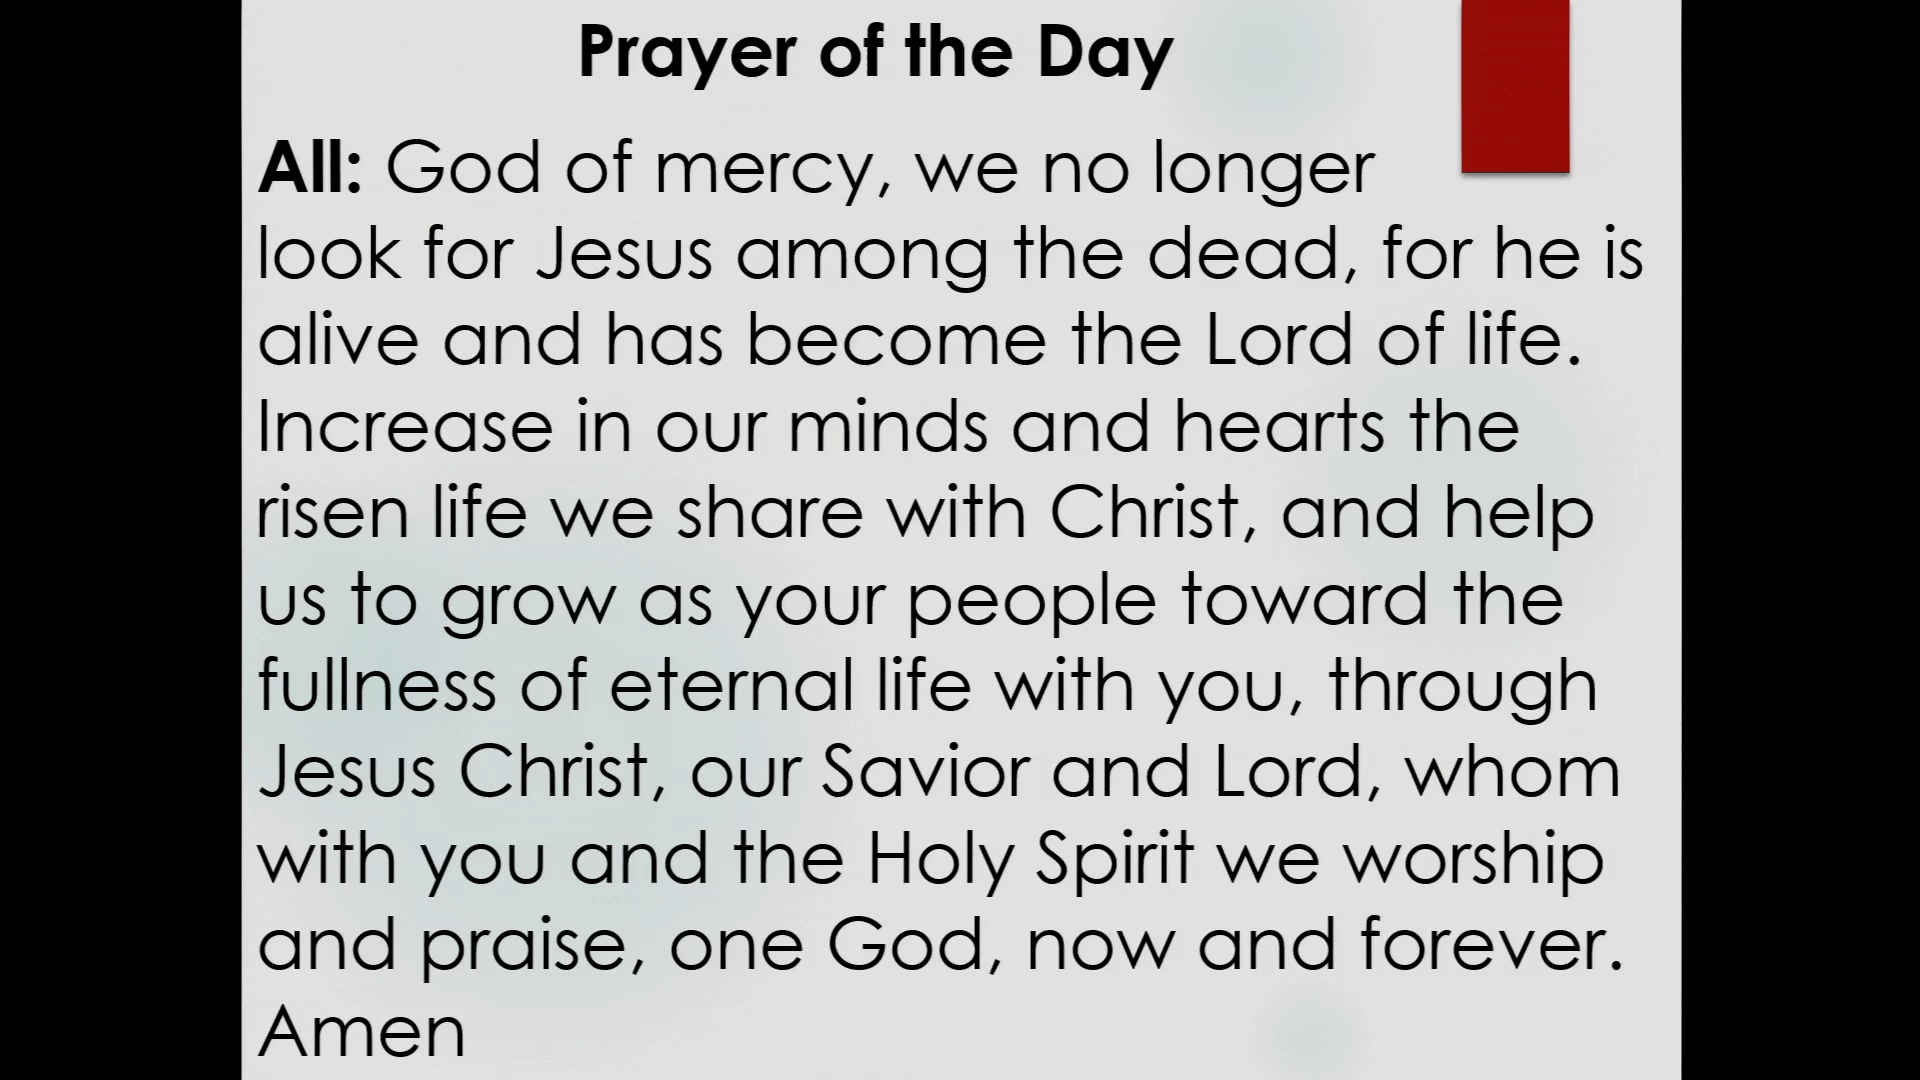 Prayer of the Day
All: God of mercy, we no longer
look for Jesus among the dead, for he is
alive and has become the Lord of life.
Increase in our minds and hearts the
risen life we share with Christ, and help
us to grow as your people toward the
fullness of eternal life with you, through
Jesus Christ, our Savior and Lord, whom
with you and the Holy Spirit we worship
and praise, one God, now and forever.
Amen